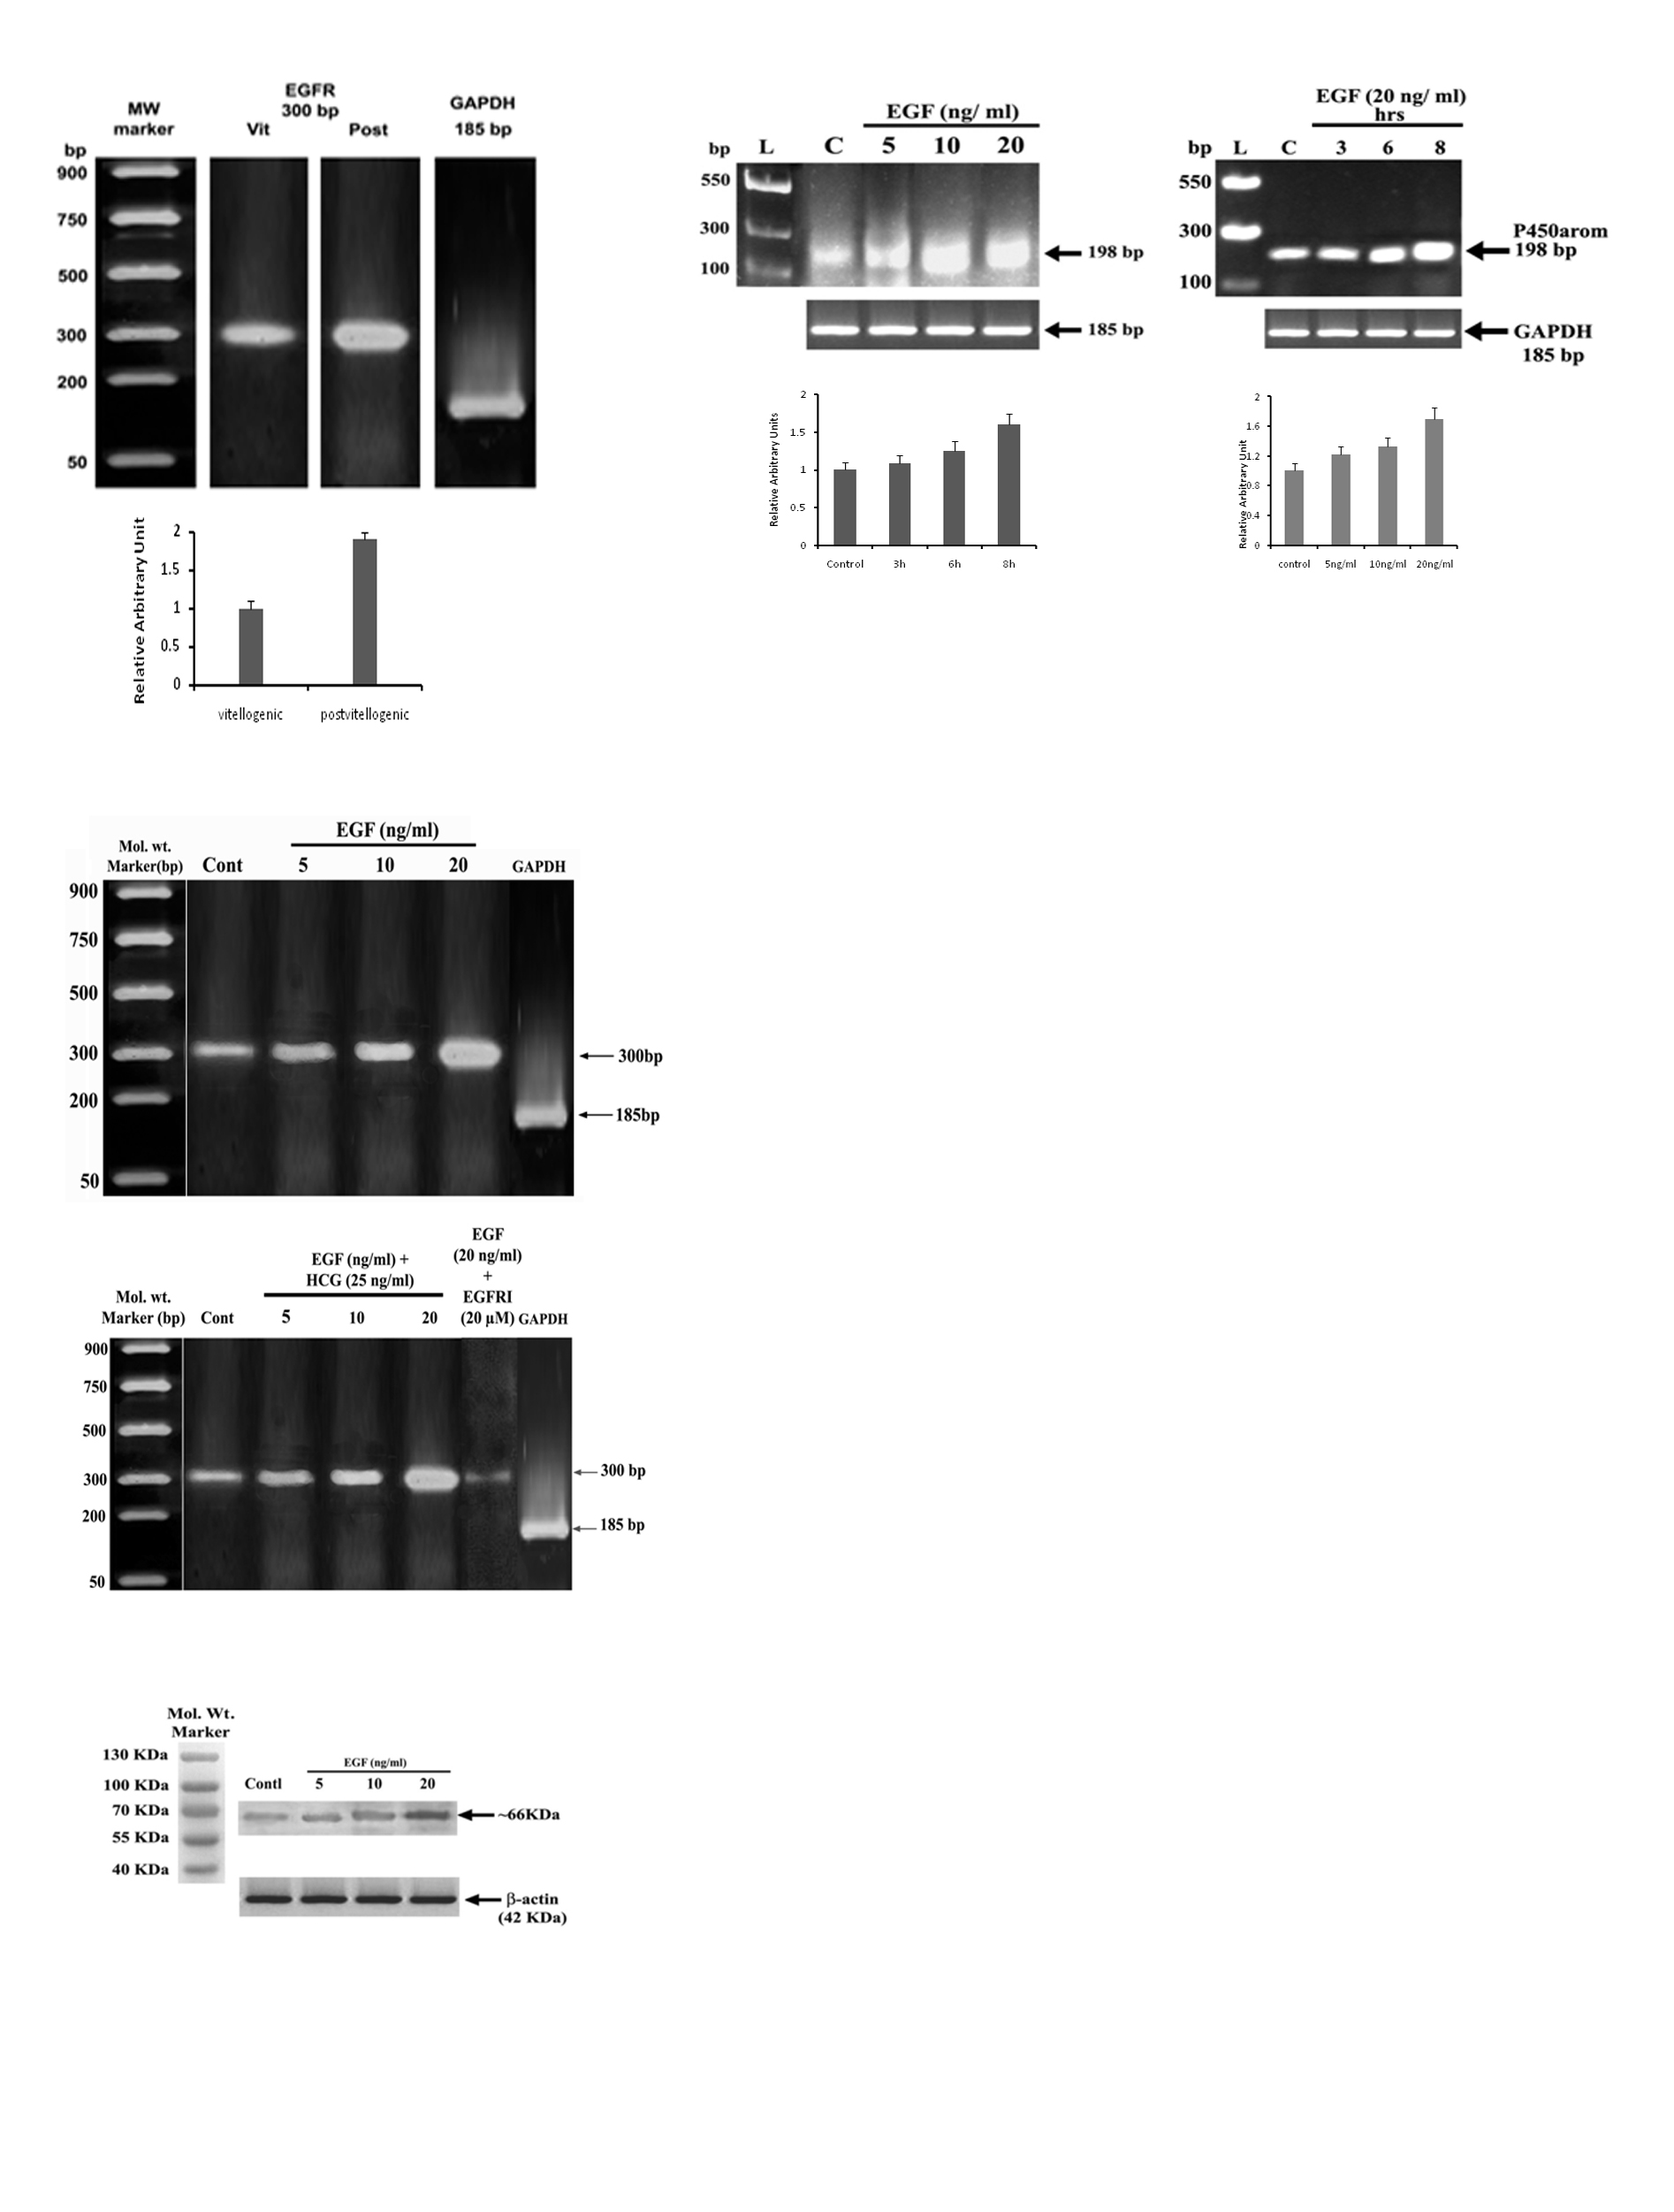 EGFR
300 bp
MW
marker
Vit
Post
GAPDH
185 bp
bp
900
750
500
300
200
50
Relative Arbitrary Unit
2
1.5
1
0.5
0
vitellogenic
postvitellogenic
EGF (ng/ ml)
bp L C 5 10 20
550
300
100
198 bp
185 bp
Relative Arbitrary Units
2
1.5
1
0.5
0
Control 3h 6h 8h
EGF (20 ng/ ml)
hrs
bp L C 3 6 8
550
300
100
P450arom
198 bp
GAPDH
185 bp
Relative Arbitrary Unit
2
1.6
1.2
0.8
0.4
0
control 5ng/ml 10ng/ml 20ng/ml
EGF (ng/ml)
Mol. wt.
Marker(bp)
Cont 5 10 20 GAPDH
900
750
500
300
200
50
300bp
185bp
EGF
(20 ng/ml)
+
EGFRI
(20 µM)
EGF (ng/ml) +
HCG (25 ng/ml)
Mol. wt.
Marker (bp)
Cont 5 10 20 GAPDH
900
750
500
300
200
50
300 bp
185 bp
Mol. Wt.
Marker
130 KDa
100 KDa
70 KDa
55 KDa
40 KDa
EGF (ng/ml)
Contl 5 10 20
~66KDa
β-actin
(42 KDa)